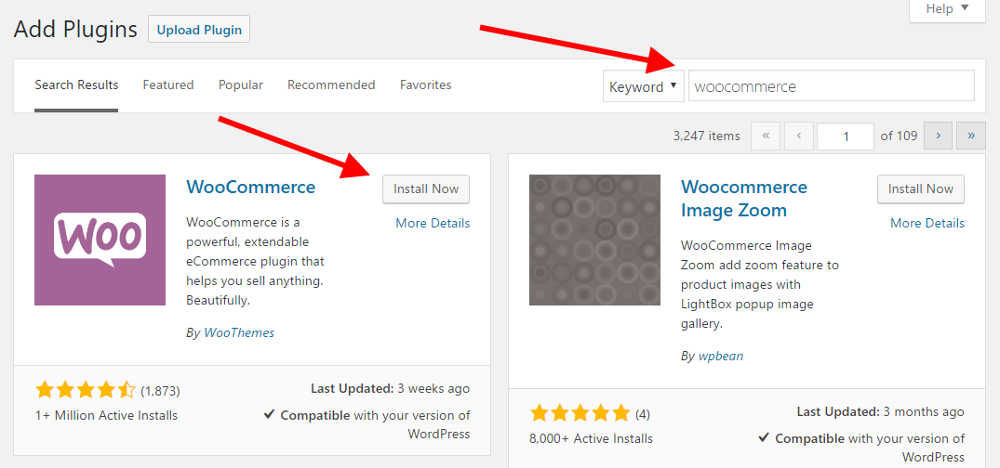 Help ▼
Add Plugins Upload Plugin
Search Results Featured Popular Recommended Favorites Keyword ▼ woocommerce
3,247 items « ‹ 1 of 109 › »
WooCommerce
Install Now
More Details
WooCommerce is a
powerful, extendable
eCommerce plugin that
helps you sell anything.
Beautifully.
By WooThemes
WOO
(1,873)
1+ Million Active Installs
Last Updated: 3 weeks ago
✔ Compatible with your version of
WordPress
Woocommerce
Image Zoom
Install Now
More Details
WooCommerce Image
Zoom add zoom feature to
product images with
LightBox popup image
gallery.
By wpbean
(4)
8,000+ Active Installs
Last Updated: 3 months ago
✔ Compatible with your version of
WordPress